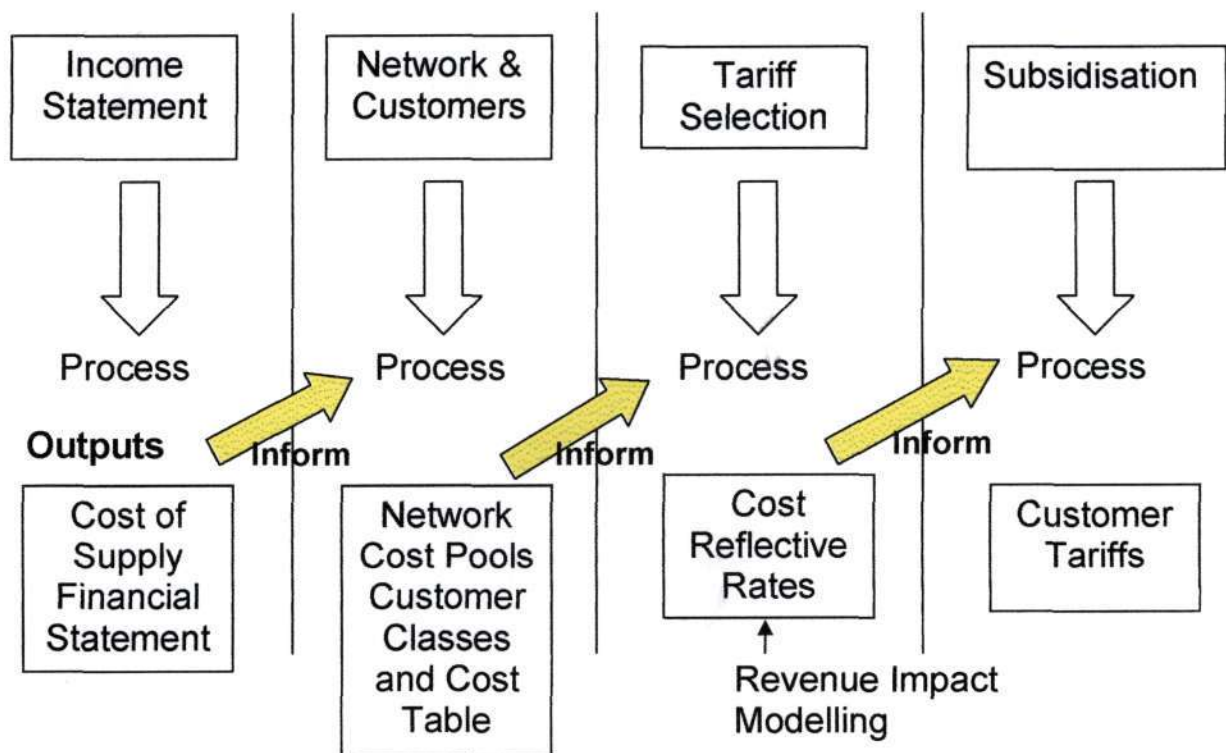 Income
Statement
Network &
Customers
Tariff
Selection
Subsidisation
Process
Process
Process
Process
Outputs
Inform
Inform
Inform
Cost of
Supply
Financial
Statement
Network
Cost Pools
Customer
Classes
and Cost
Table
Cost
Reflective
Rates
Customer
Tariffs
Revenue Impact
Modelling